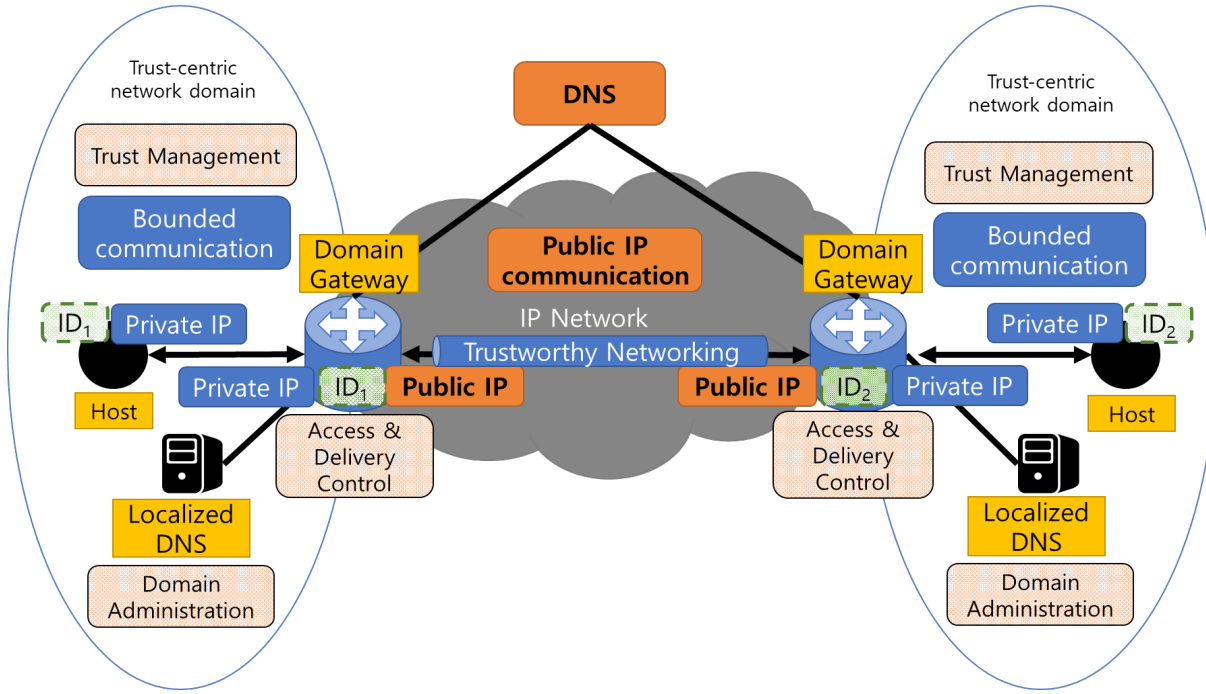 Trust-centric
network domain
Trust Management
Bounded
communication
Domain
Gateway
ID1
Private IP
Host
Private IP
ID1
Public IP
Access &
Delivery
Control
Localized
DNS
Domain
Administration
DNS
Public IP
communication
IP Network
Trustworthy Networking
Trust-centric
network domain
Trust Management
Bounded
communication
Domain
Gateway
Private IP
ID2
Host
Public IP
ID2
Private IP
Access &
Delivery
Control
Localized
DNS
Domain
Administration